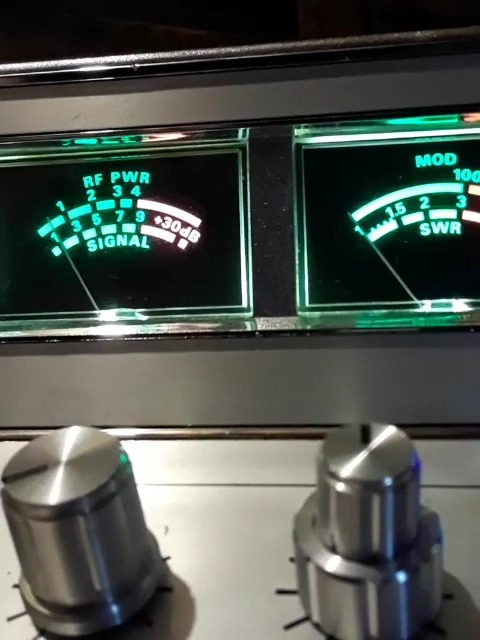 RF PWR
1 2 3 4
1 3 5 7 9 +30dB
SIGNAL
MOD
100
1 1.5 2 3
SWR